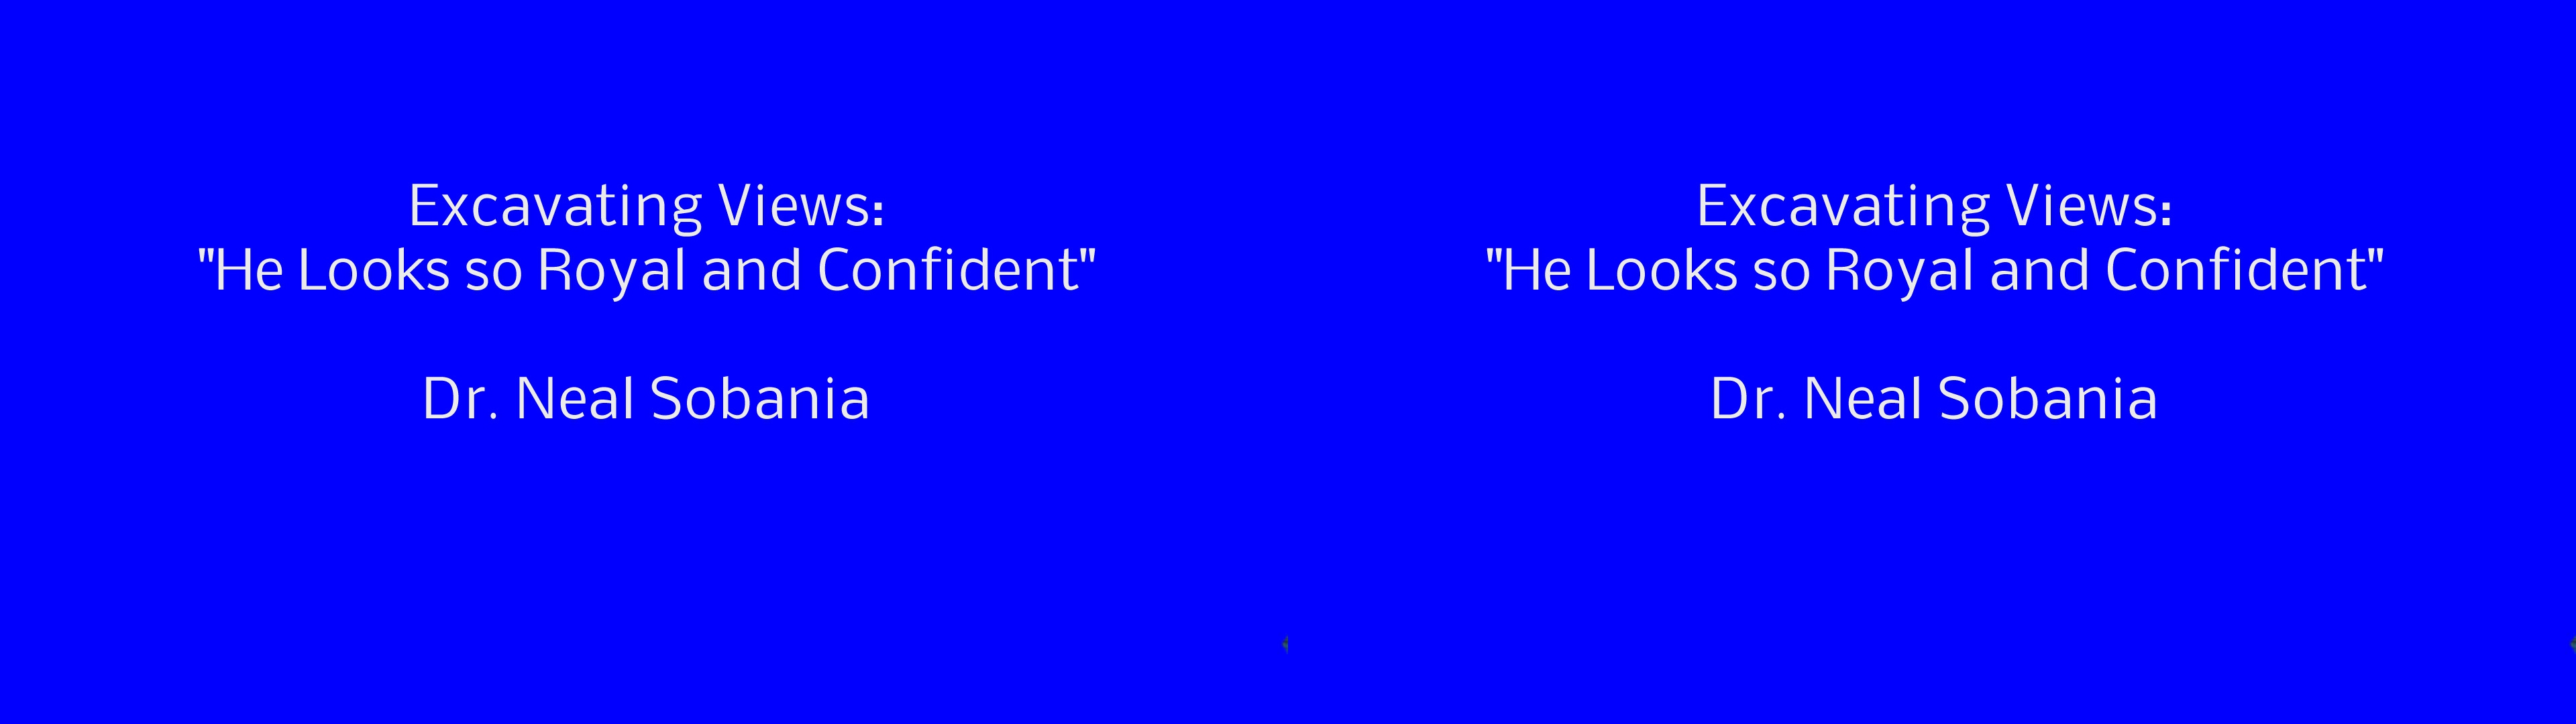 Excavating Views:
"He Looks so Royal and Confident"
Dr. Neal Sobania
Excavating Views:
"He Looks so Royal and Confident"
Dr. Neal Sobania